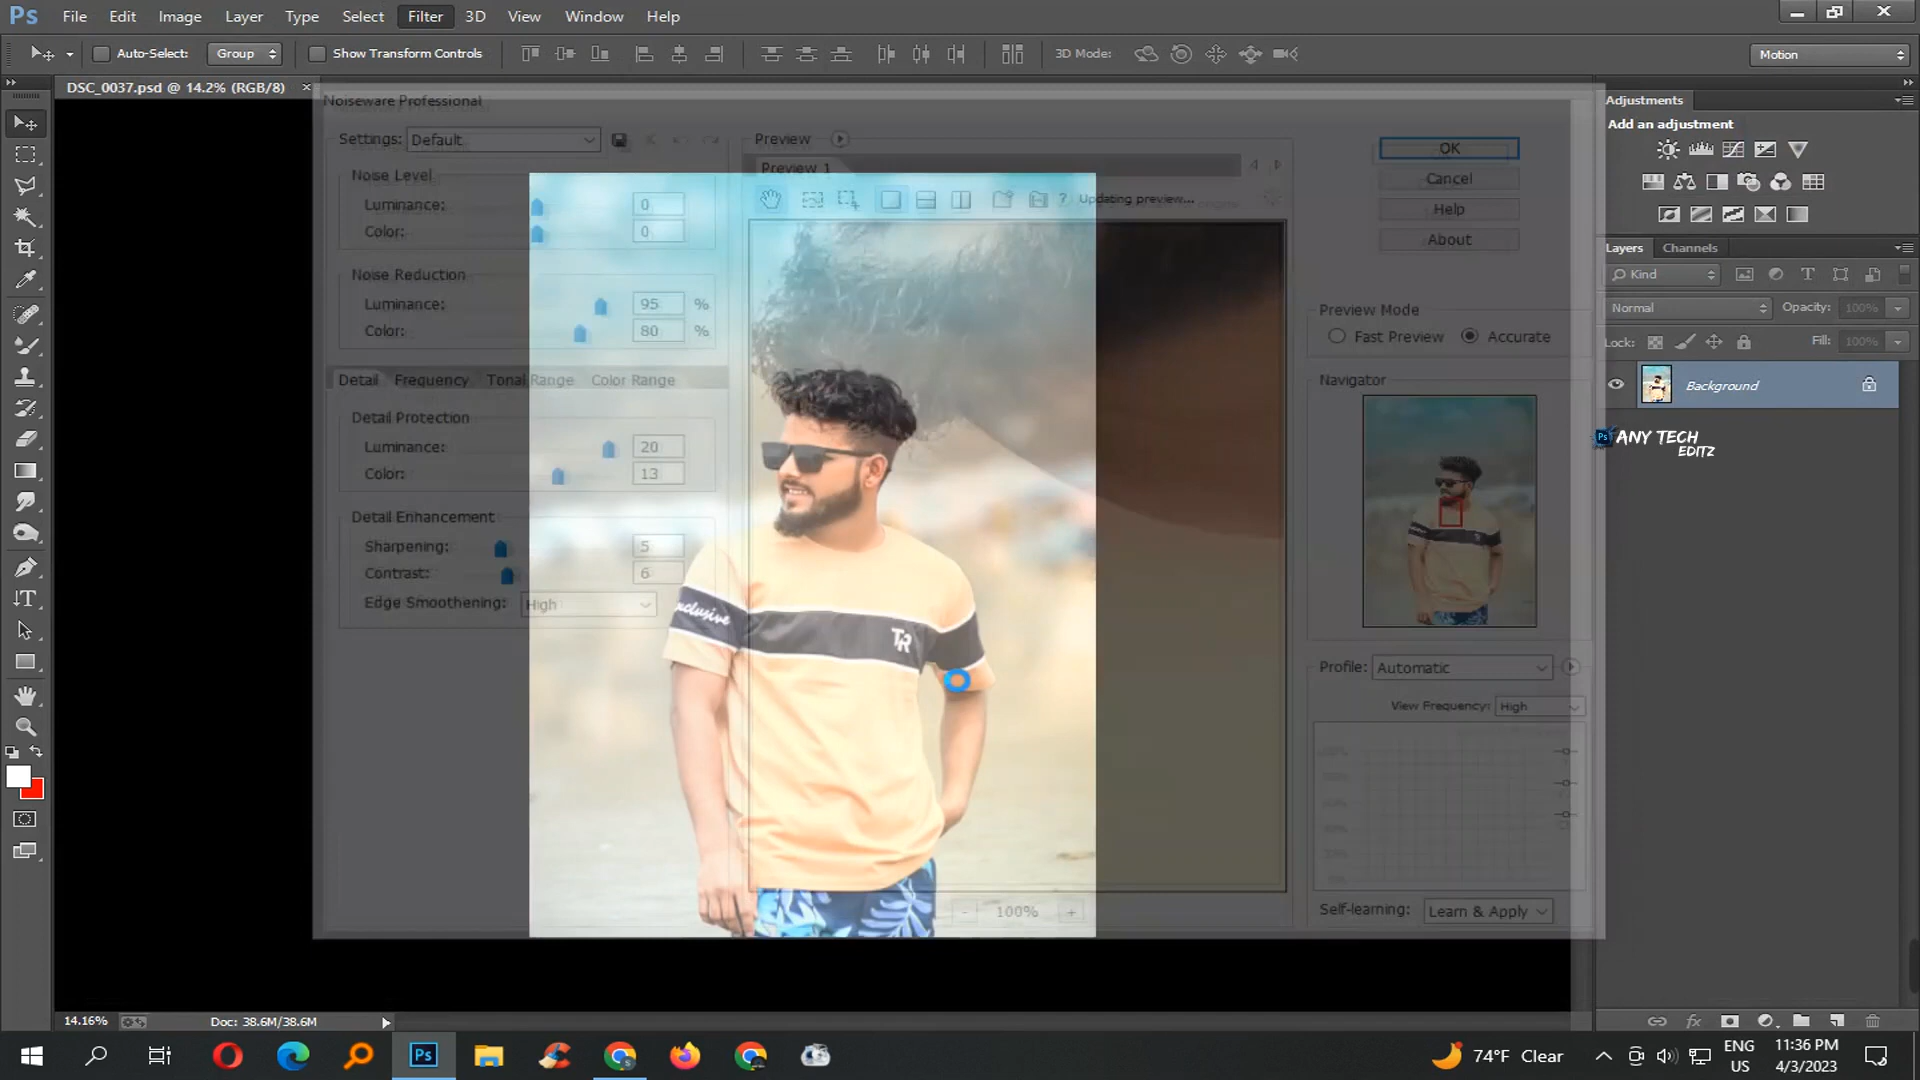 Ps File Edit Image Layer Type Select Filter 3D View Window Help
Auto-Select: Group Show Transform Controls 3D Mode: Motion
DSC_0037.psd @ 14.2% (RGB/8) ×
Noiseware Professional
Settings: Default
Noise Level
Luminance: 0
Color: 0
Noise Reduction
Luminance: 95 %
Color: 80 %
Detail Frequency Tonal Range Color Range
Detail Protection
Luminance: 20
Color: 13
Detail Enhancement
Sharpening: 5
Contrast: 6
Edge Smoothening: High
Preview
Preview 1
? Updating preview...
exclusive
TR
- 100% +
OK
Cancel
Help
About
Preview Mode
Fast Preview Accurate
Navigator
Profile: Automatic
View Frequency: High
Self-learning: Learn & Apply
Adjustments
Add an adjustment
Layers Channels
Kind
Normal Opacity: 100%
Lock: Fill: 100%
Background
Ps ANY TECH
EDITZ
14.16% Doc: 38.6M/38.6M
Ps
74°F Clear
ENG
US
11:36 PM
4/3/2023